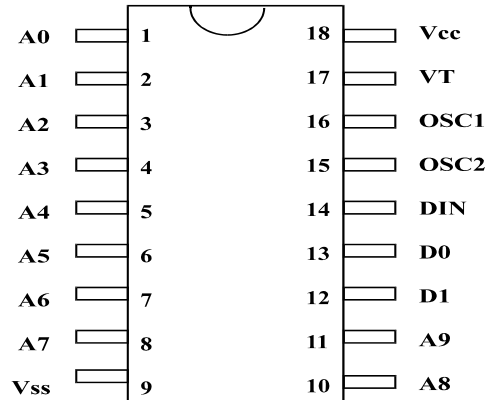 A0 1 18 Vcc
A1 2 17 VT
A2 3 16 OSC1
A3 4 15 OSC2
A4 5 14 DIN
A5 6 13 D0
A6 7 12 D1
A7 8 11 A9
Vss 9 10 A8